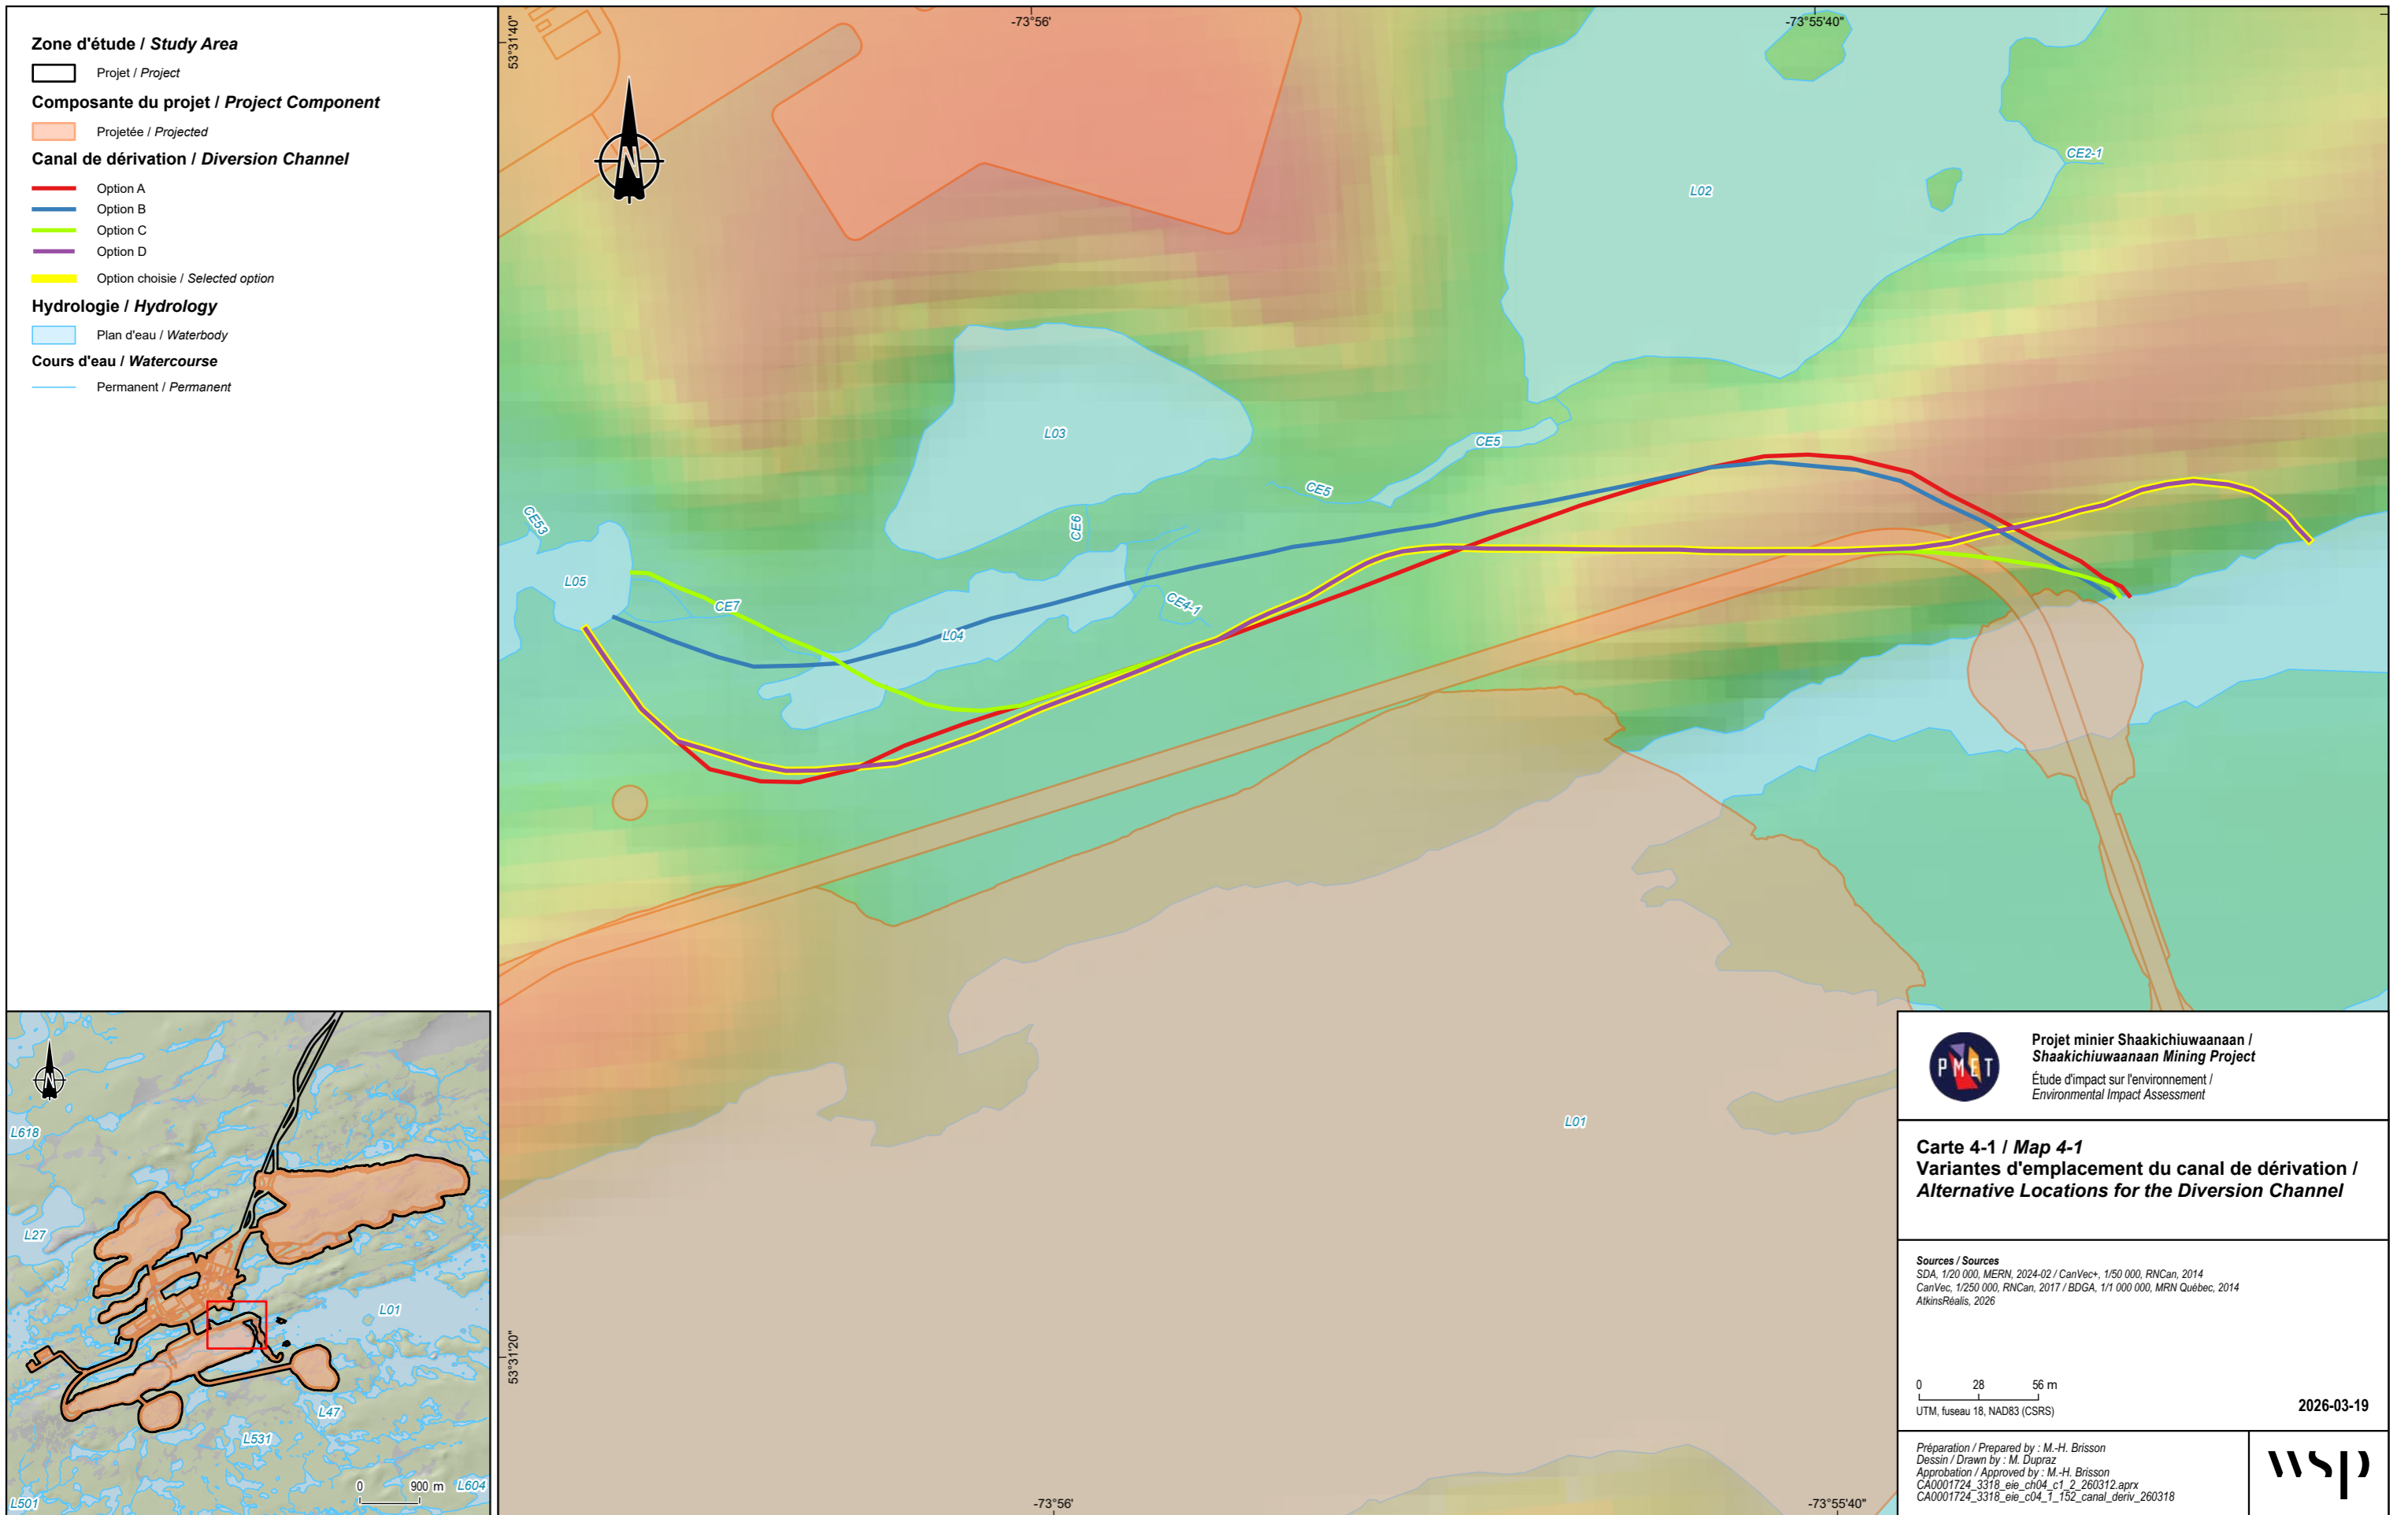 Zone d'étude / Study Area
Projet / Project
Composante du projet / Project Component
Projetée / Projected
Canal de dérivation / Diversion Channel
Option A
Option B
Option C
Option D
Option choisie / Selected option
Hydrologie / Hydrology
Plan d'eau / Waterbody
Cours d'eau / Watercourse
Permanent / Permanent
-73°56'
-73°55'40"
53°31'40"
N
CE2-1
L02
L03
CE5
CE5
CE53
CE6
L05
CE7
CE4-1
L04
L01
53°31'20"
-73°56'
-73°55'40"
N
L618
L27
L01
L47
L531
L604
L501
0 900 m
PMET
Projet minier Shaakichiuwaanaan /
Shaakichiuwaanaan Mining Project
Étude d'impact sur l'environnement /
Environmental Impact Assessment
Carte 4-1 / Map 4-1
Variantes d'emplacement du canal de dérivation /
Alternative Locations for the Diversion Channel
Sources / Sources
SDA, 1/20 000, MERN, 2024-02 / CanVec+, 1/50 000, RNCan, 2014
CanVec, 1/250 000, RNCan, 2017 / BDGA, 1/1 000 000, MRN Québec, 2014
AtkinsRéalis, 2026
0 28 56 m
UTM, fuseau 18, NAD83 (CSRS)
2026-03-19
Préparation / Prepared by : M.-H. Brisson
Dessin / Drawn by : M. Dupraz
Approbation / Approved by : M.-H. Brisson
CA0001724_3318_eie_ch04_c1_2_260312.aprx
CA0001724_3318_eie_c04_1_152_canal_deriv_260318
wsp